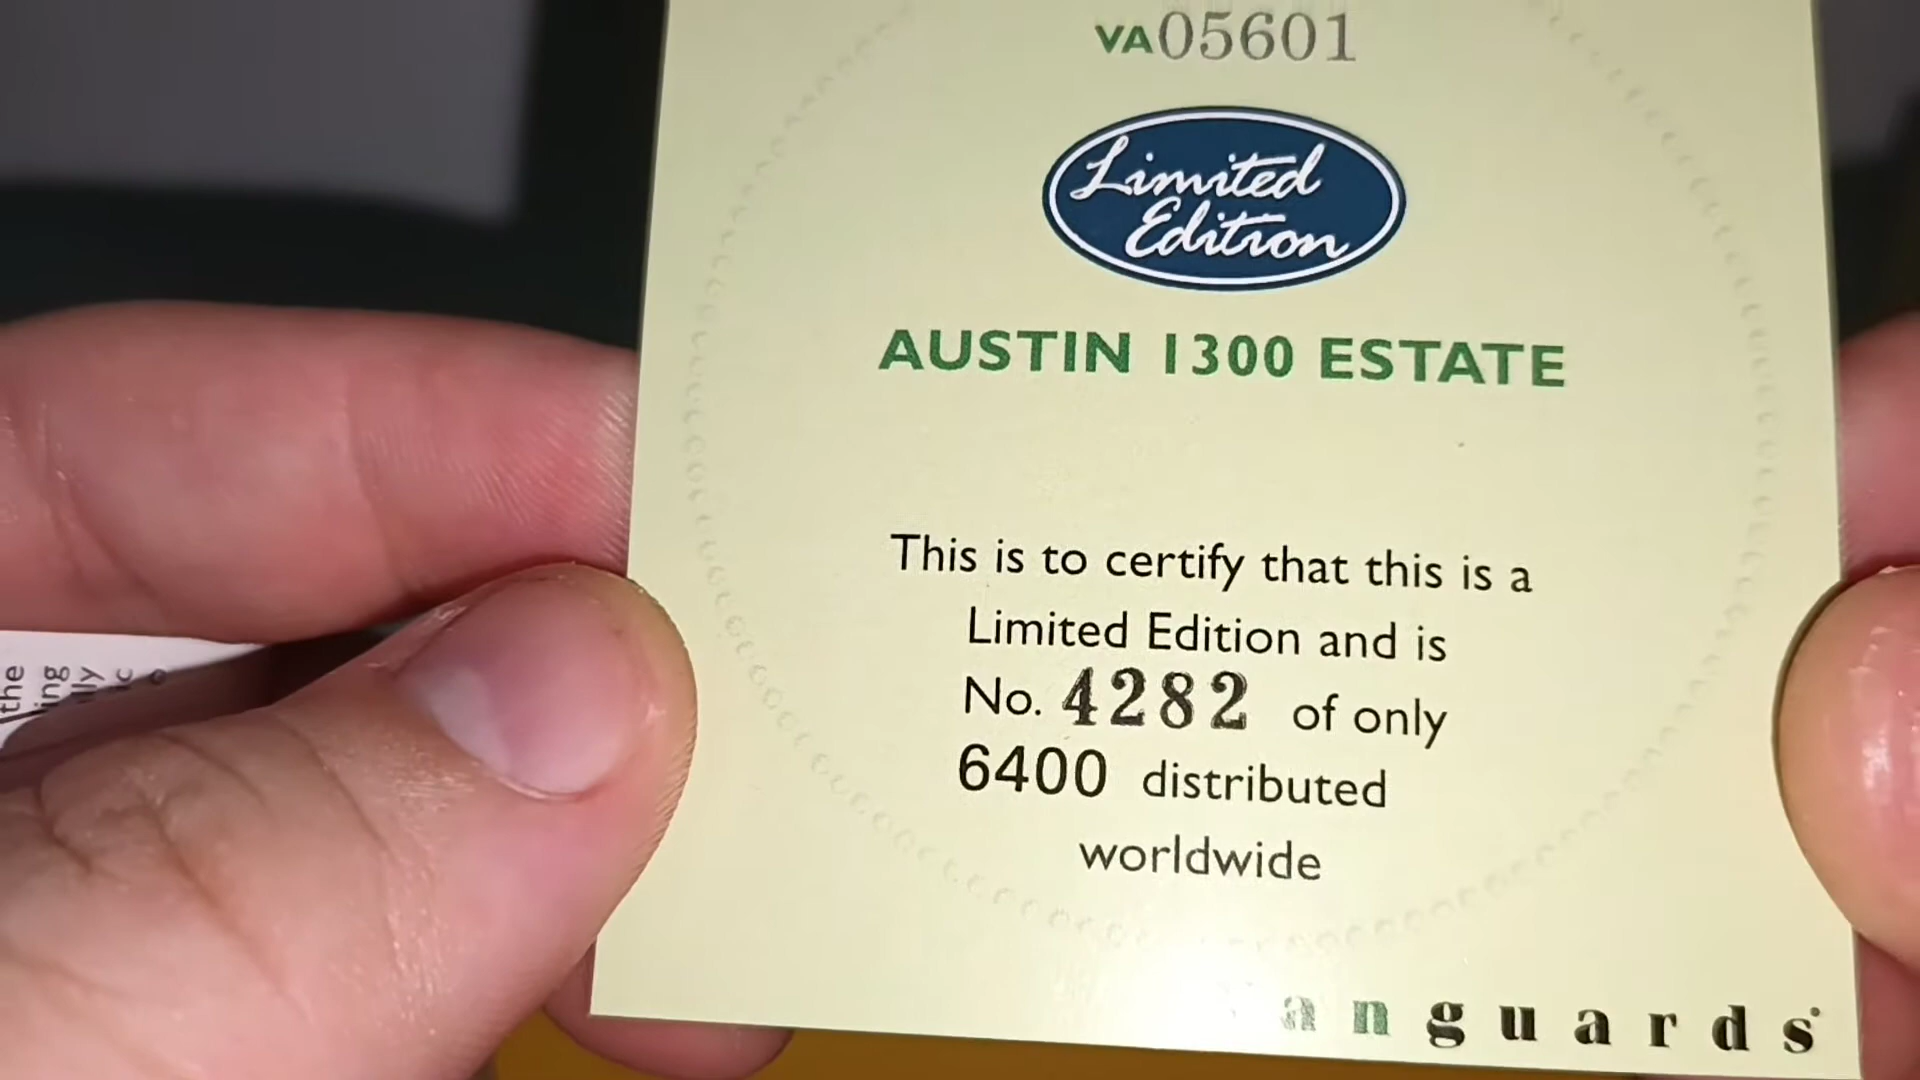 VA05601
Limited
Edition
AUSTIN 1300 ESTATE
This is to certify that this is a
Limited Edition and is
No. 4282 of only
6400 distributed
worldwide
anguards
the